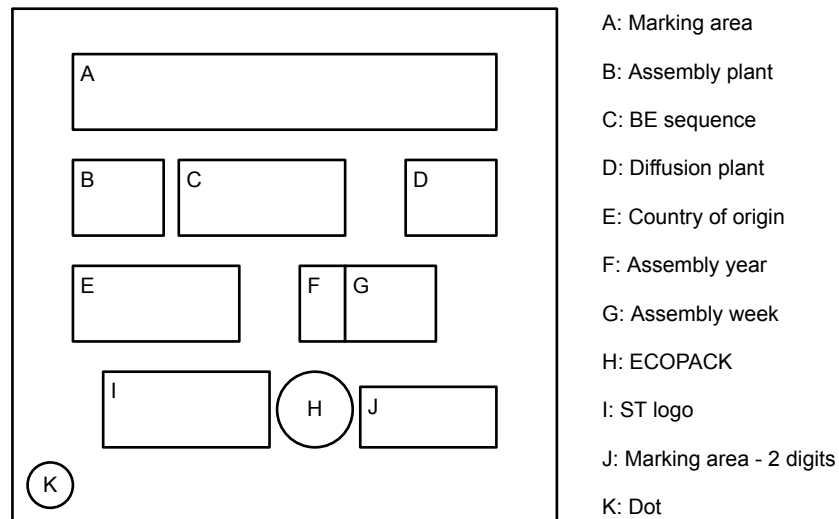 A
B C D
E F G
I H J
K
A: Marking area
B: Assembly plant
C: BE sequence
D: Diffusion plant
E: Country of origin
F: Assembly year
G: Assembly week
H: ECOPACK
I: ST logo
J: Marking area - 2 digits
K: Dot